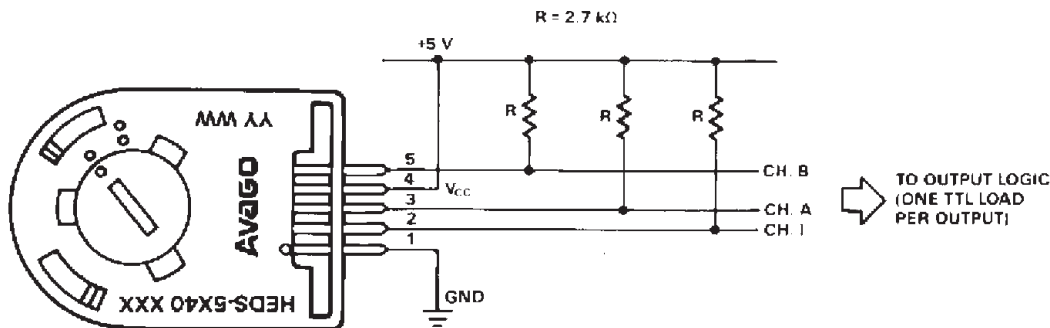 R = 2.7 kΩ
+5 V
YY WW
AVAGO
HEDS-5X40 XXX
R
R
R
5
4
3
2
1
VCC
GND
CH. B
CH. A
CH. I
TO OUTPUT LOGIC
(ONE TTL LOAD
PER OUTPUT)